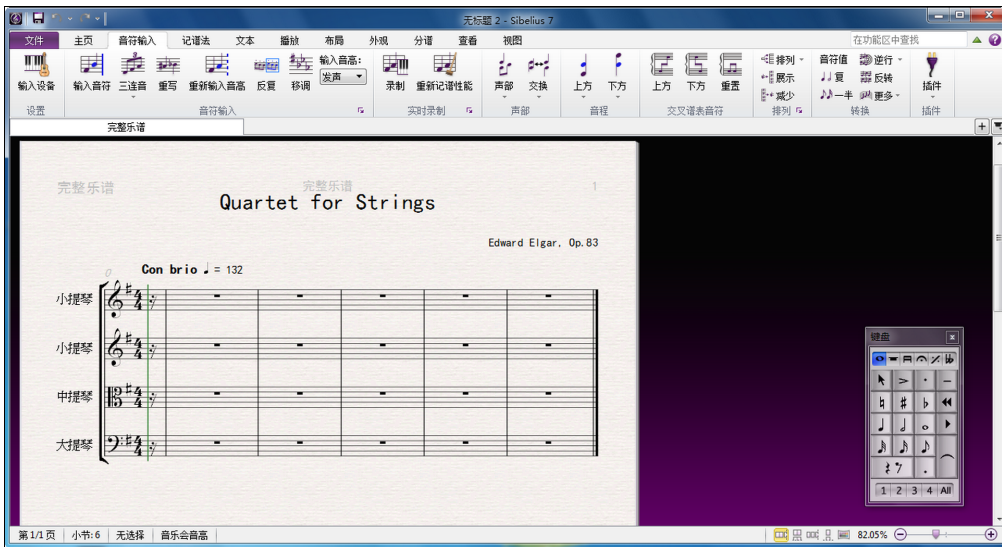 无标题 2 - Sibelius 7
文件 主页 音符输入 记谱法 文本 播放 布局 外观 分谱 查看 视图 在功能区中查找
输入设备 输入音符 三连音 重写 重新输入音高 反复 移调 输入音高: 发声 录制 重新记谱性能 声部 交换 上方 下方 上方 下方 重置 排列 展示 减少 音符值 复 一半 逆行 反转 更多 插件
设置 音符输入 实时录制 声部 音程 交叉谱表音符 排列 转换 插件
完整乐谱
完整乐谱 完整乐谱 1
Quartet for Strings
Edward Elgar, Op.83
0 Con brio = 132
小提琴
小提琴
中提琴
大提琴
键盘
1 2 3 4 All
第 1/1 页 小节: 6 无选择 音乐会音高 82.05%